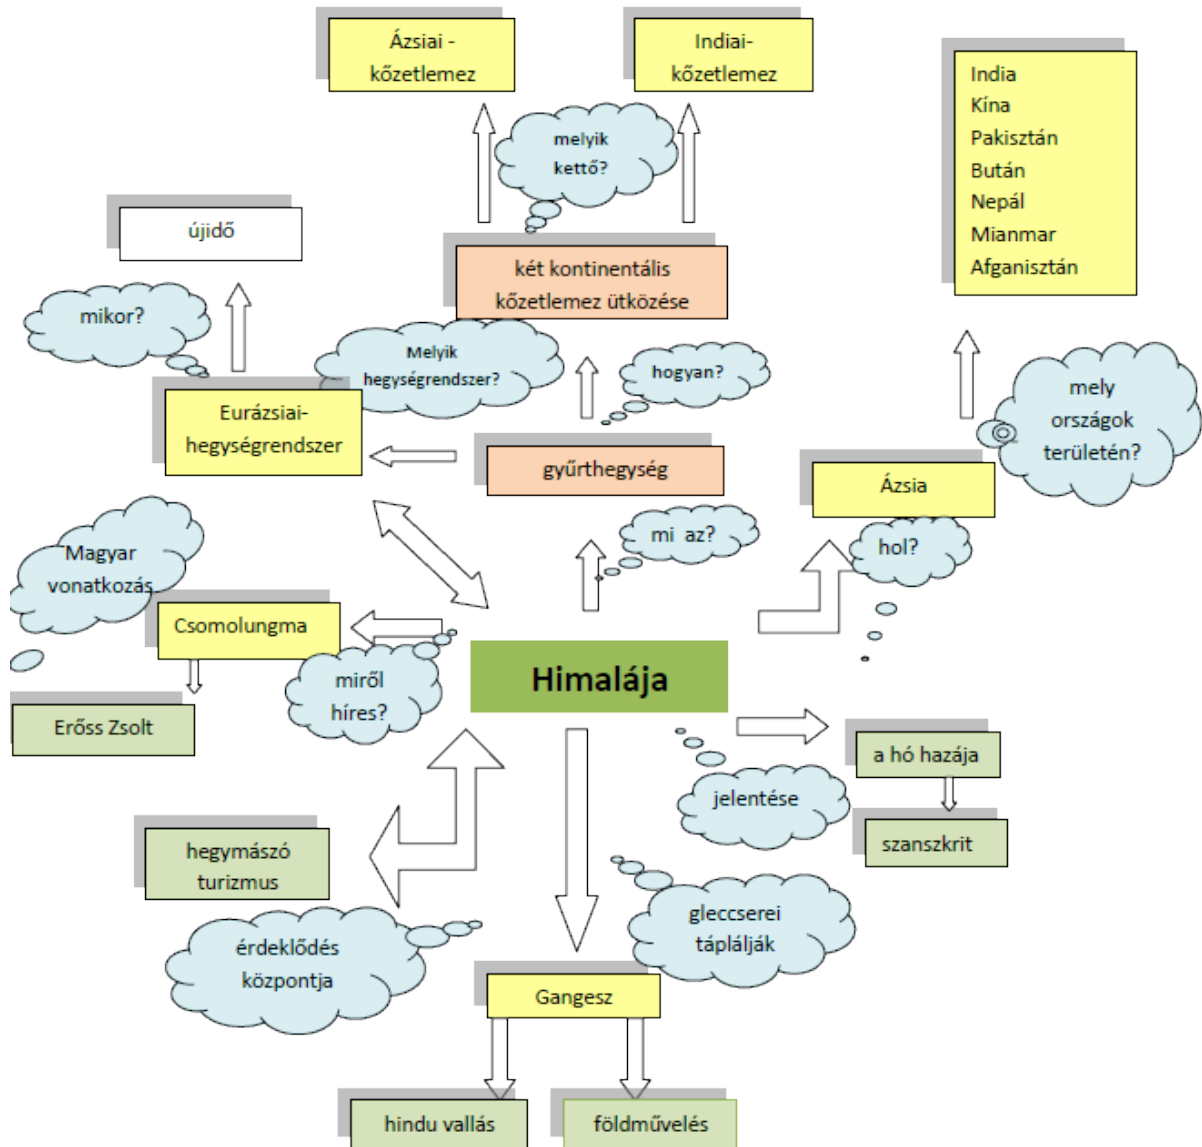 Ázsiai -
kőzetlemez
Indiai-
kőzetlemez
India
Kína
Pakisztán
Bután
Nepál
Mianmar
Afganisztán
melyik
kettő?
újidő
két kontinentális
kőzetlemez ütközése
mikor?
Melyik
hegységrendszer?
hogyan?
mely
országok
területén?
Eurázsiai-
hegységrendszer
gyűrthegység
Ázsia
mi az?
hol?
Magyar
vonatkozás
Csomolungma
miről
híres?
Himalája
Erőss Zsolt
a hó hazája
jelentése
szanszkrit
hegymászó
turizmus
gleccserei
táplálják
érdeklődés
központja
Gangesz
hindu vallás
földművelés